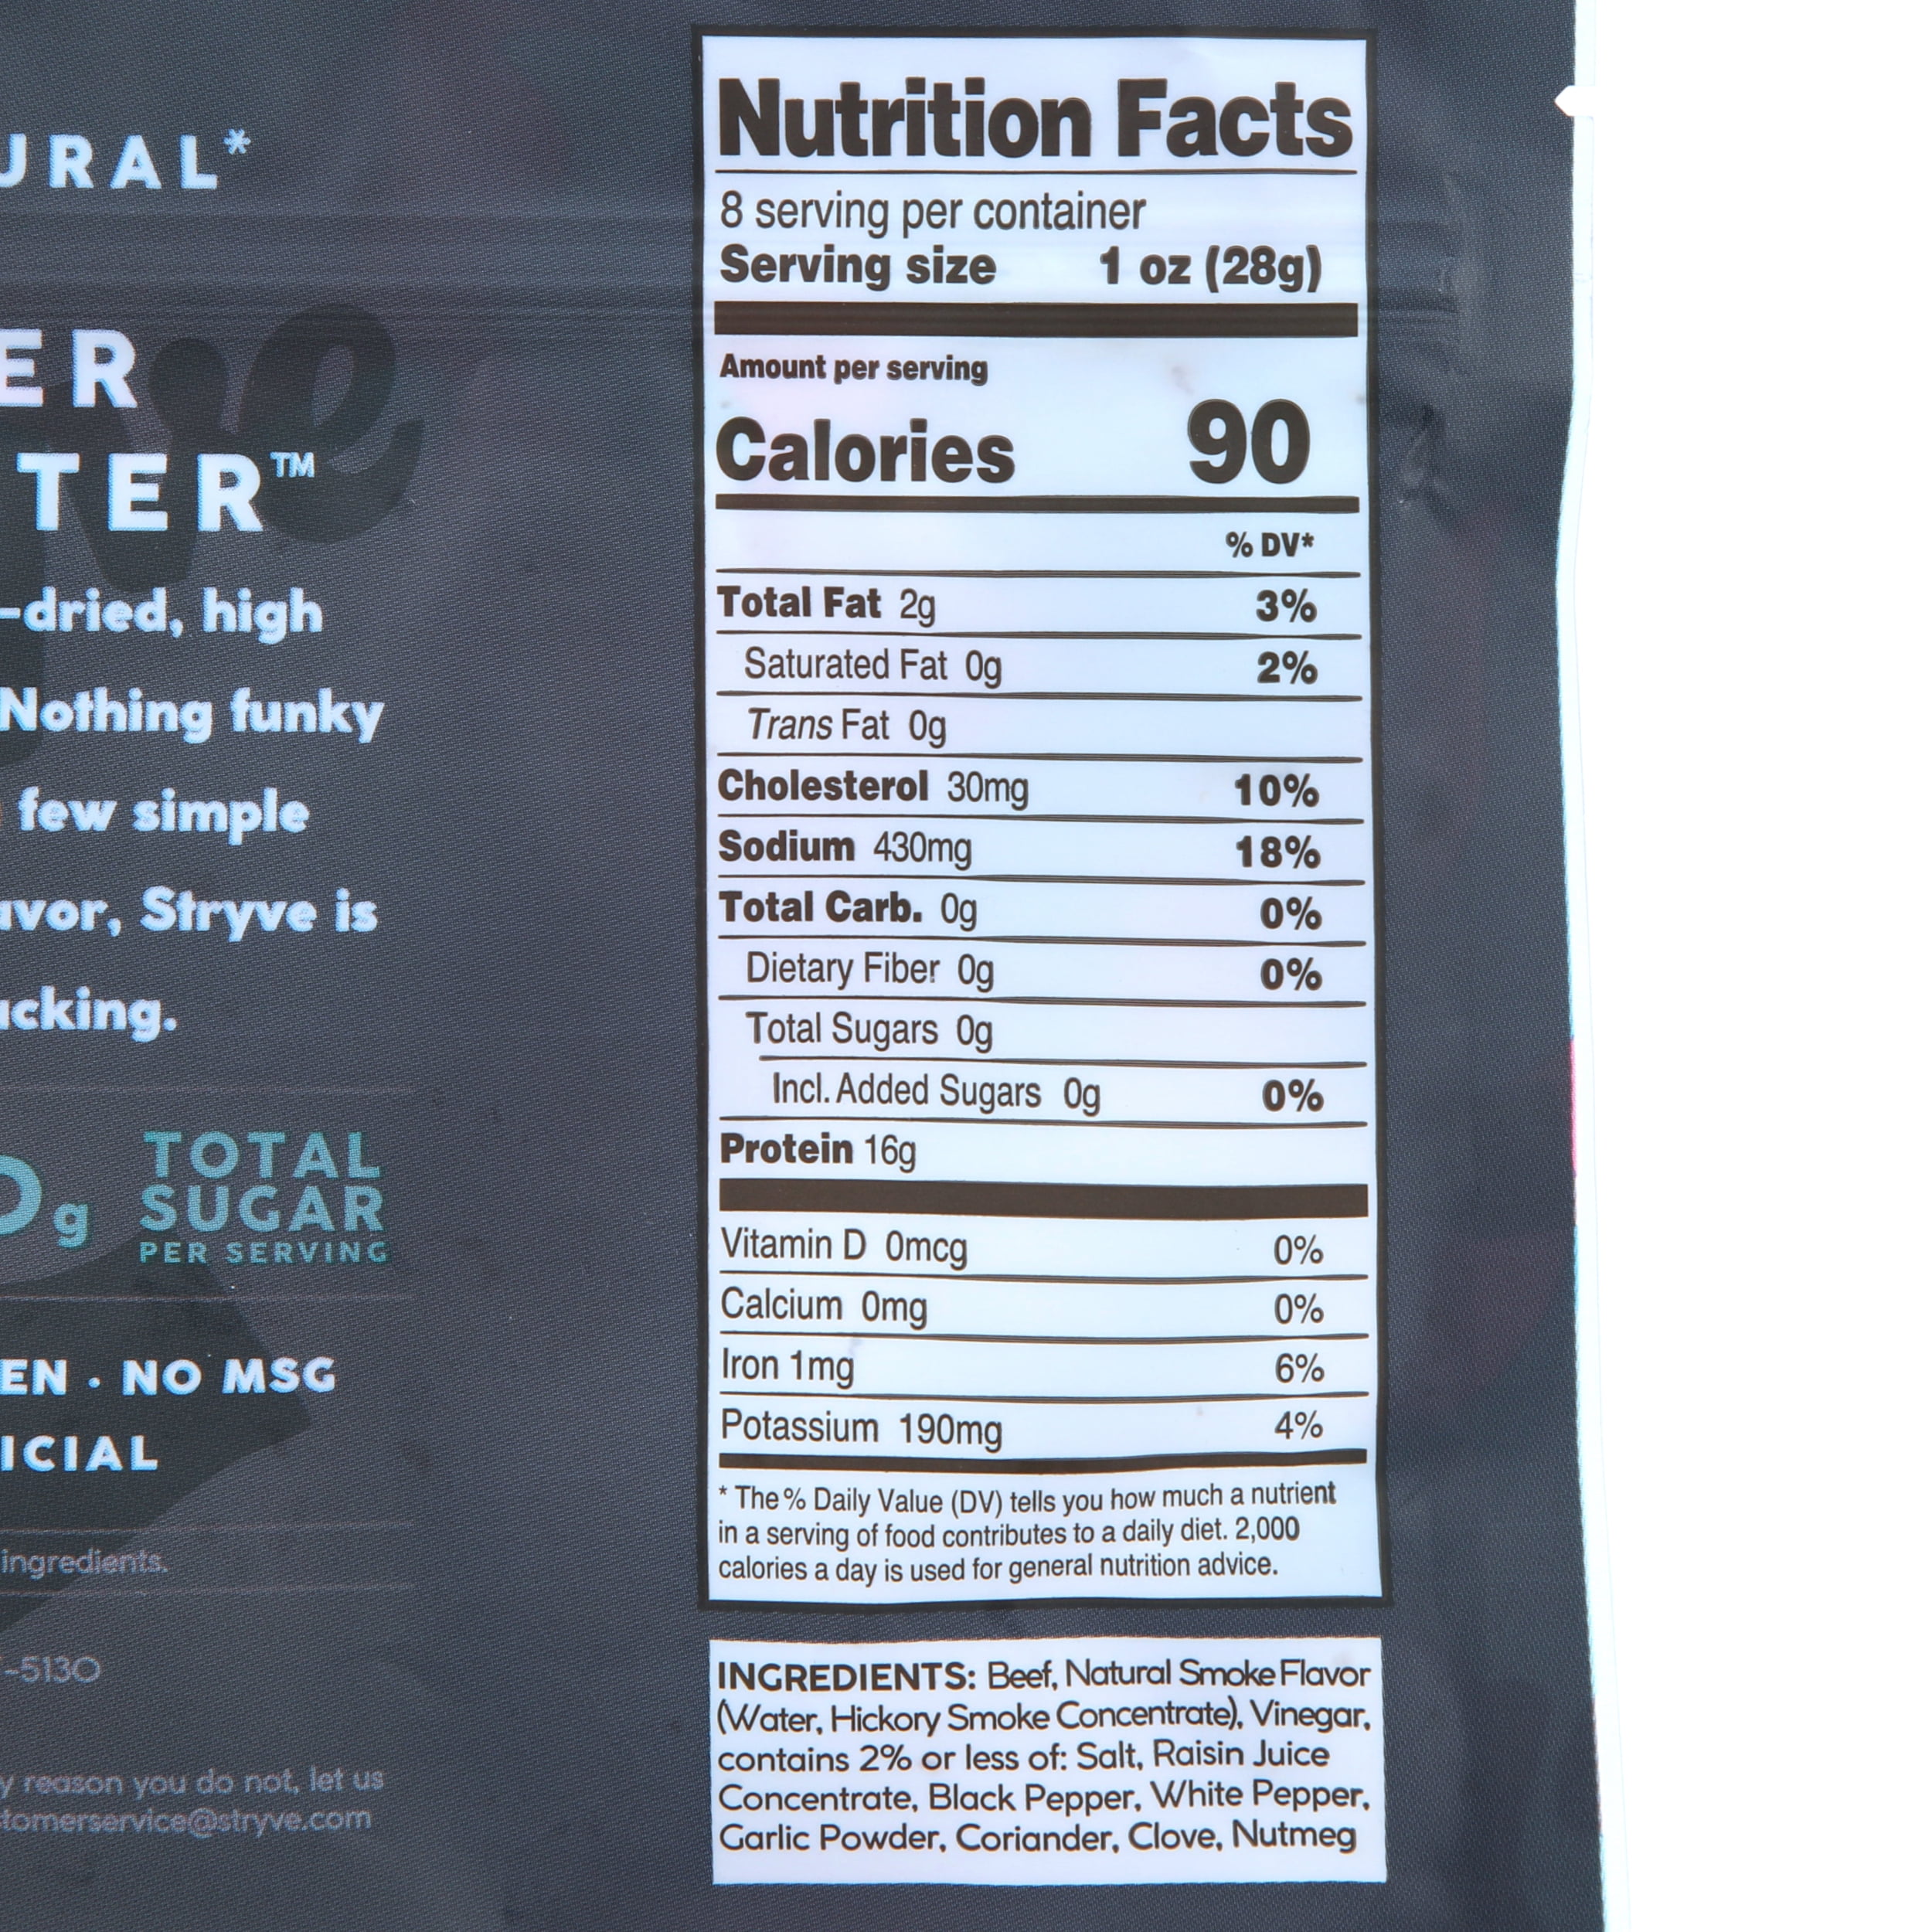 URAL*
ER
TER™
-dried, high
Nothing funky
few simple
avor, Stryve is
acking.
0g TOTAL
SUGAR
PER SERVING
EN · NO MSG
ICIAL
ingredients.
-5130
y reason you do not, let us
stomerservice@stryve.com
Nutrition Facts
8 serving per container
Serving size 1 oz (28g)
Amount per serving
Calories 90
% DV*
Total Fat 2g 3%
Saturated Fat 0g 2%
Trans Fat 0g
Cholesterol 30mg 10%
Sodium 430mg 18%
Total Carb. 0g 0%
Dietary Fiber 0g 0%
Total Sugars 0g
Incl. Added Sugars 0g 0%
Protein 16g
Vitamin D 0mcg 0%
Calcium 0mg 0%
Iron 1mg 6%
Potassium 190mg 4%
* The % Daily Value (DV) tells you how much a nutrient
in a serving of food contributes to a daily diet. 2,000
calories a day is used for general nutrition advice.
INGREDIENTS: Beef, Natural Smoke Flavor
(Water, Hickory Smoke Concentrate), Vinegar,
contains 2% or less of: Salt, Raisin Juice
Concentrate, Black Pepper, White Pepper,
Garlic Powder, Coriander, Clove, Nutmeg